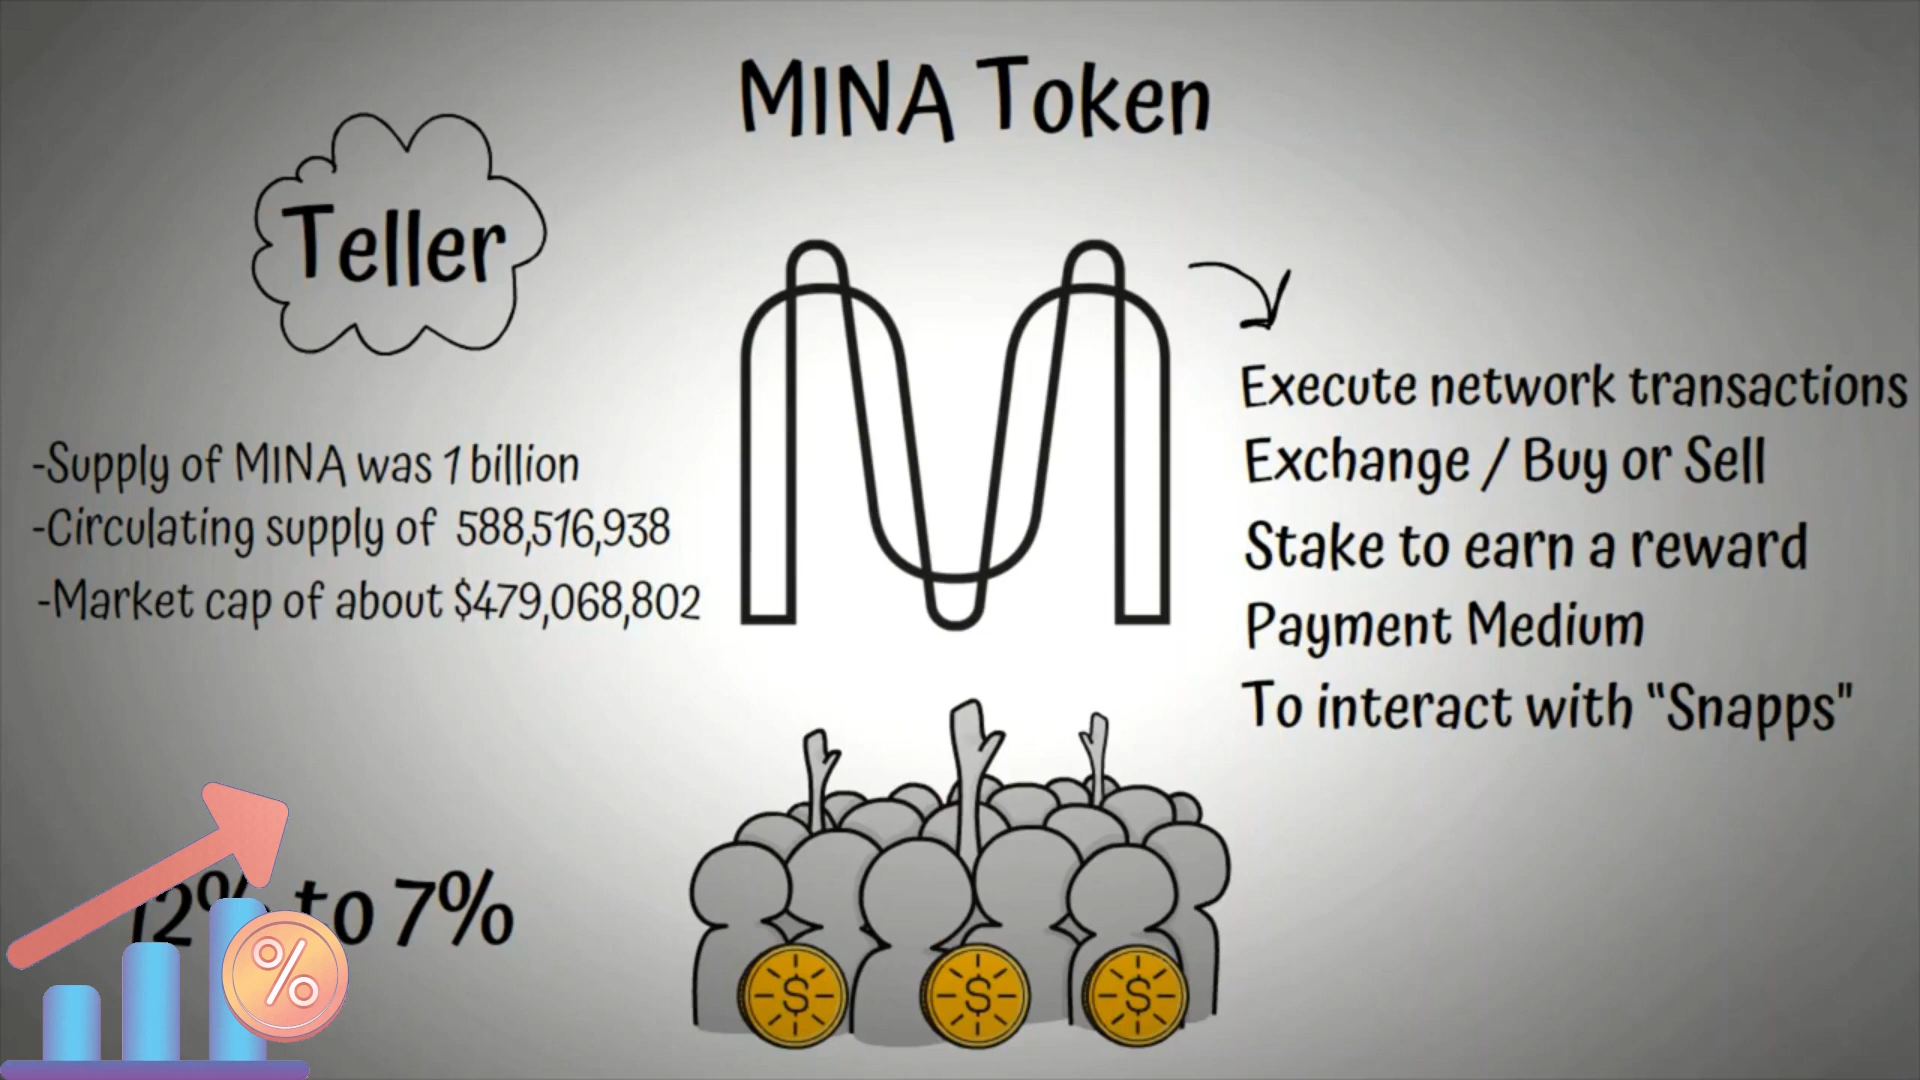 MINA Token
Teller
-Supply of MINA was 1 billion
-Circulating supply of 588,516,938
-Market cap of about $479,068,802
Execute network transactions
Exchange / Buy or Sell
Stake to earn a reward
Payment Medium
To interact with "Snapps"
12% to 7%
%
$ $ $